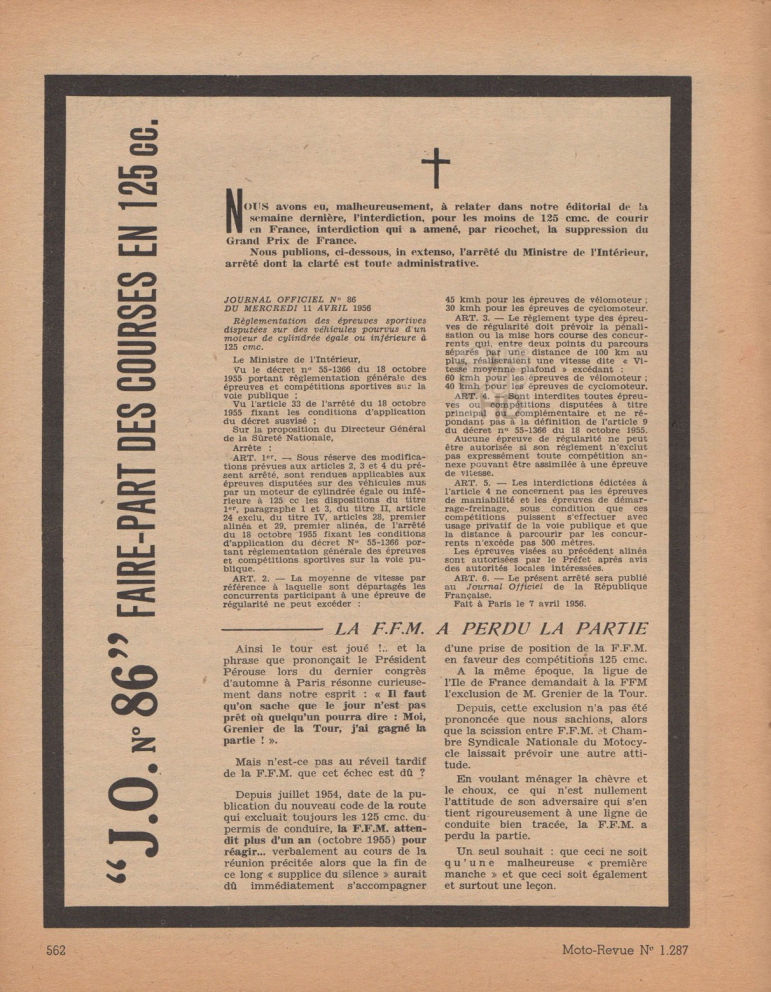 “J.O. N° 86” FAIRE-PART DES COURSES EN 125 cc.
NOUS avons eu, malheureusement, à relater dans notre éditorial de la
semaine dernière, l'interdiction, pour les moins de 125 cmc. de courir
en France, interdiction qui a amené, par ricochet, la suppression du
Grand Prix de France.
Nous publions, ci-dessous, in extenso, l'arrêté du Ministre de l'Intérieur,
arrêté dont la clarté est toute administrative.
JOURNAL OFFICIEL N° 86
DU MERCREDI 11 AVRIL 1956
Règlementation des épreuves sportives
disputées sur des véhicules pourvus d'un
moteur de cylindrée égale ou inférieure à
125 cmc.
Le Ministre de l'Intérieur,
Vu le décret n° 55-1366 du 18 octobre
1955 portant règlementation générale des
épreuves et compétitions sportives sur la
voie publique ;
Vu l'article 33 de l'arrêté du 18 octobre
1955 fixant les conditions d'application
du décret susvisé ;
Sur la proposition du Directeur Général
de la Sûreté Nationale,
Arrête :
ART. 1er. — Sous réserve des modifica-
tions prévues aux articles 2, 3 et 4 du pré-
sent arrêté, sont rendues applicables aux
épreuves disputées sur des véhicules mus
par un moteur de cylindrée égale ou infé-
rieure à 125 cc les dispositions du titre
1er, paragraphe 1 et 3, du titre II, article
24 exclu, du titre IV, articles 28, premier
alinéa et 29, premier alinéa, de l'arrêté
du 18 octobre 1955 fixant les conditions
d'application du décret N° 55-1366 por-
tant règlementation générale des épreuves
et compétitions sportives sur la voie pu-
blique.
ART. 2. — La moyenne de vitesse par
référence à laquelle sont départagés les
concurrents participant à une épreuve de
régularité ne peut excéder :
45 kmh pour les épreuves de vélomoteur ;
30 kmh pour les épreuves de cyclomoteur.
ART. 3. — Le règlement type des épreu-
ves de régularité doit prévoir la pénali-
sation ou la mise hors course des concur-
rents qui, entre deux points du parcours
séparés par une distance de 100 km au
plus, réaliseraient une vitesse dite « Vi-
tesse moyenne plafond » excédant :
60 kmh pour les épreuves de vélomoteur ;
40 kmh pour les épreuves de cyclomoteur.
ART. 4. — Sont interdites toutes épreu-
ves ou compétitions disputées à titre
principal ou complémentaire et ne ré-
pondant pas à la définition de l'article 9
du décret n° 55-1366 du 18 octobre 1955.
Aucune épreuve de régularité ne peut
être autorisée si son règlement n'exclut
pas expressément toute compétition an-
nexe pouvant être assimilée à une épreuve
de vitesse.
ART. 5. — Les interdictions édictées à
l'article 4 ne concernent pas les épreuves
de maniabilité et les épreuves de démar-
rage-freinage, sous condition que ces
compétitions puissent s'effectuer avec
usage privatif de la voie publique et que
la distance à parcourir par les concur-
rents n'excède pas 500 mètres.
Les épreuves visées au précédent alinéa
sont autorisées par le Préfet après avis
des autorités locales intéressées.
ART. 6. — Le présent arrêté sera publié
au Journal Officiel de la République
Française.
Fait à Paris le 7 avril 1956.
LA F.F.M. A PERDU LA PARTIE
Ainsi le tour est joué !.. et la
phrase que prononçait le Président
Pérouse lors du dernier congrès
d'automne à Paris résonne curieuse-
ment dans notre esprit : « Il faut
qu'on sache que le jour n'est pas
prêt où quelqu'un pourra dire : Moi,
Grenier de la Tour, j'ai gagné la
partie ! ».
Mais n'est-ce pas au réveil tardif
de la F.F.M. que cet échec est dû ?
Depuis juillet 1954, date de la pu-
blication du nouveau code de la route
qui excluait toujours les 125 cmc. du
permis de conduire, la F.F.M. atten-
dit plus d'un an (octobre 1955) pour
réagir... verbalement au cours de la
réunion précitée alors que la fin de
ce long « supplice du silence » aurait
dû immédiatement s'accompagner
d'une prise de position de la F.F.M.
en faveur des compétitions 125 cmc.
A la même époque, la ligue de
l'Ile de France demandait à la FFM
l'exclusion de M. Grenier de la Tour.
Depuis, cette exclusion n'a pas été
prononcée que nous sachions, alors
que la scission entre F.F.M. et Cham-
bre Syndicale Nationale du Motocy-
cle laissait prévoir une autre atti-
tude.
En voulant ménager la chèvre et
le choux, ce qui n'est nullement
l'attitude de son adversaire qui s'en
tient rigoureusement à une ligne de
conduite bien tracée, la F.F.M. a
perdu la partie.
Un seul souhait : que ceci ne soit
qu'une malheureuse « première
manche » et que ceci soit également
et surtout une leçon.
562
Moto-Revue N° 1.287